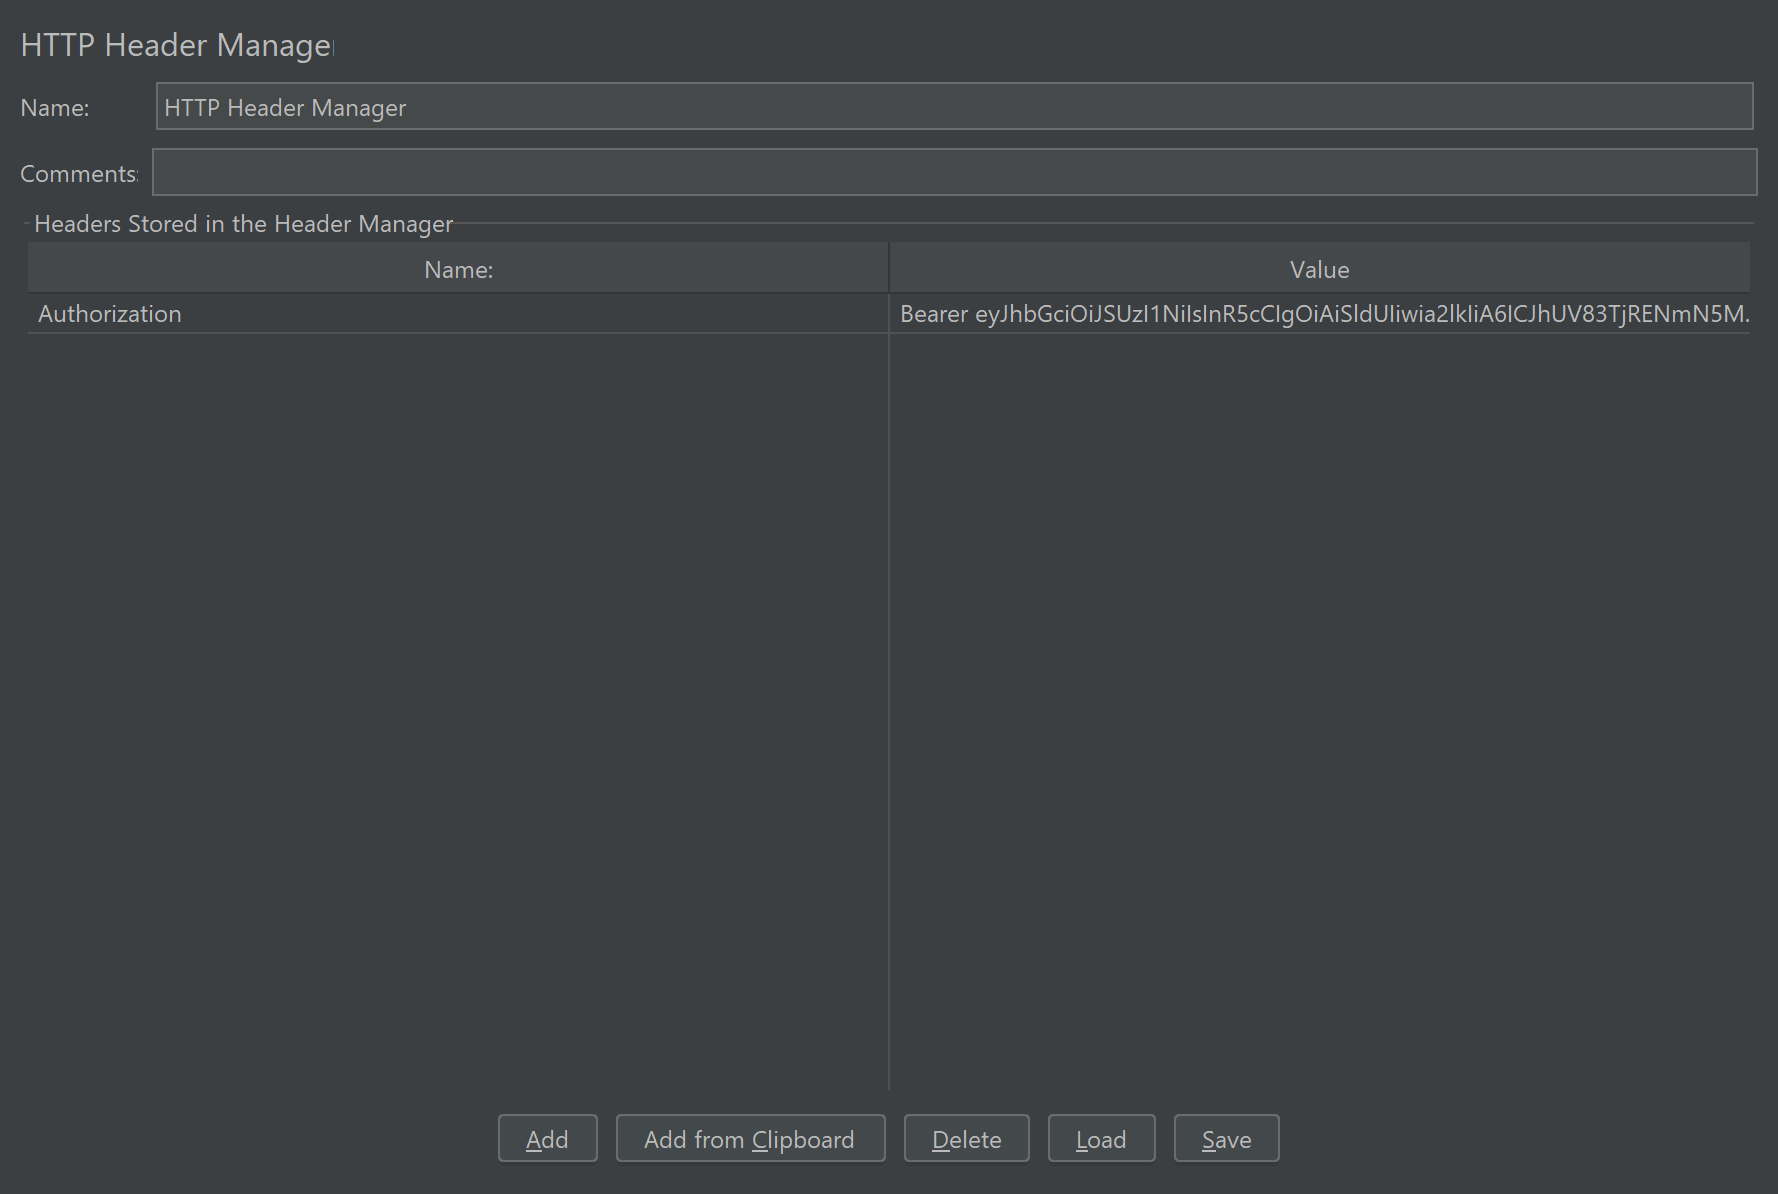 HTTP Header Manager
Name:
HTTP Header Manager
Comments:
Headers Stored in the Header Manager
Name: Value
Authorization Bearer eyJhbGciOiJSUzI1NiIsInR5cCIgOiAiSldUIiwia2lkIiA6ICJhUV83TjRENmN5M.
Add Add from Clipboard Delete Load Save